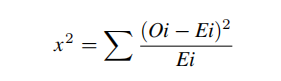 x² = ∑ (Oi − Ei)² / Ei